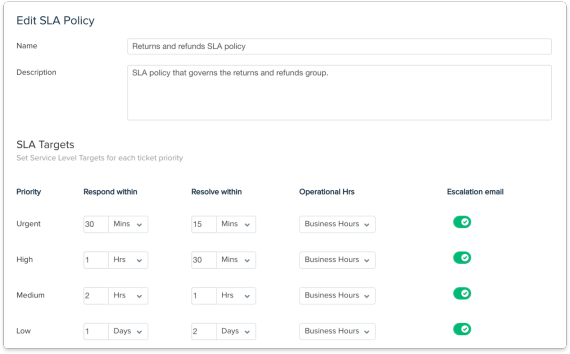 Edit SLA Policy
Name Returns and refunds SLA policy
Description SLA policy that governs the returns and refunds group.
SLA Targets
Set Service Level Targets for each ticket priority
Priority Respond within Resolve within Operational Hrs Escalation email
Urgent 30 Mins 15 Mins Business Hours
High 1 Hrs 30 Mins Business Hours
Medium 2 Hrs 1 Hrs Business Hours
Low 1 Days 2 Days Business Hours